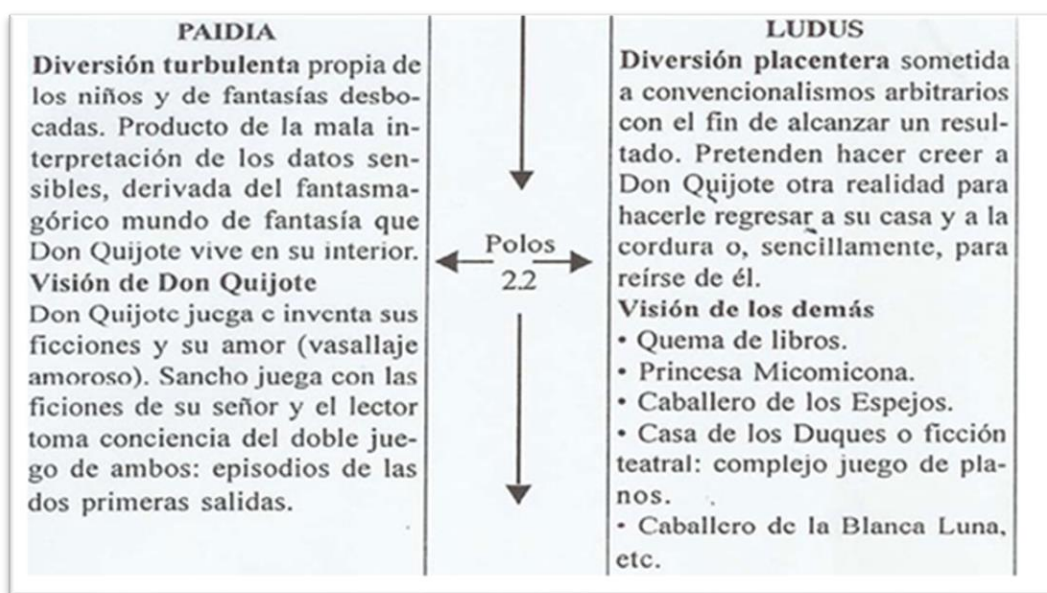 PAIDIA
Diversión turbulenta propia de
los niños y de fantasías desbo-
cadas. Producto de la mala in-
terpretación de los datos sen-
sibles, derivada del fantasma-
górico mundo de fantasía que
Don Quijote vive en su interior.
Visión de Don Quijote
Don Quijote juega e inventa sus
ficciones y su amor (vasallaje
amoroso). Sancho juega con las
ficiones de su señor y el lector
toma conciencia del doble jue-
go de ambos: episodios de las
dos primeras salidas.
Polos
2.2
LUDUS
Diversión placentera sometida
a convencionalismos arbitrarios
con el fin de alcanzar un resul-
tado. Pretenden hacer creer a
Don Quijote otra realidad para
hacerle regresar a su casa y a la
cordura o, sencillamente, para
reírse de él.
Visión de los demás
• Quema de libros.
• Princesa Micomicona.
• Caballero de los Espejos.
• Casa de los Duques o ficción
teatral: complejo juego de pla-
nos.
• Caballero de la Blanca Luna,
etc.